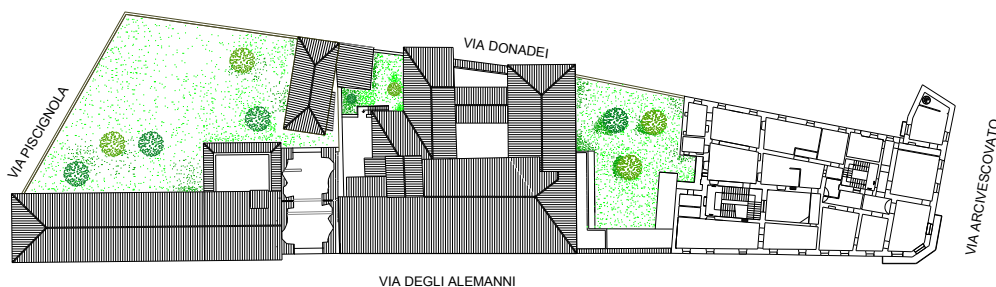 VIA DONADEI
VIA PISCIGNOLA
VIA ARCIVESCOVATO
VIA DEGLI ALEMANNI